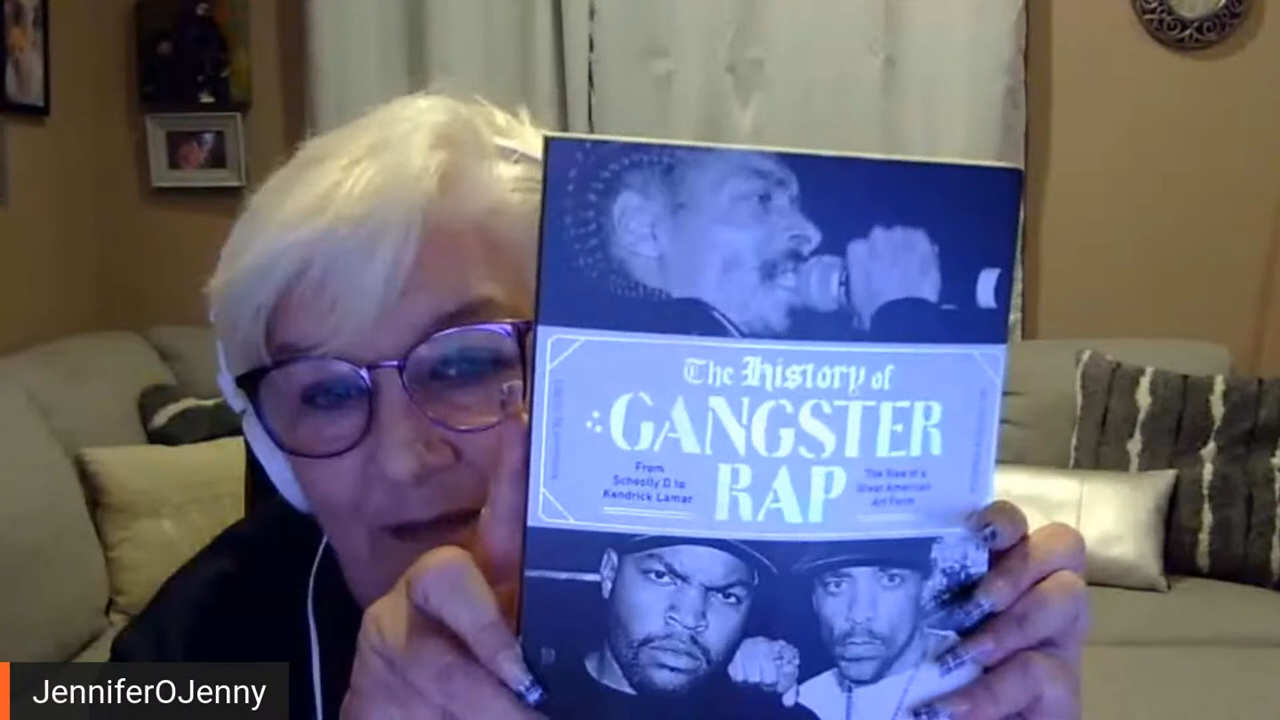 The History of
GANGSTER
RAP
From
Schoolly D to
Kendrick Lamar
The Rise of a
Great American
Art Form
JenniferOJenny